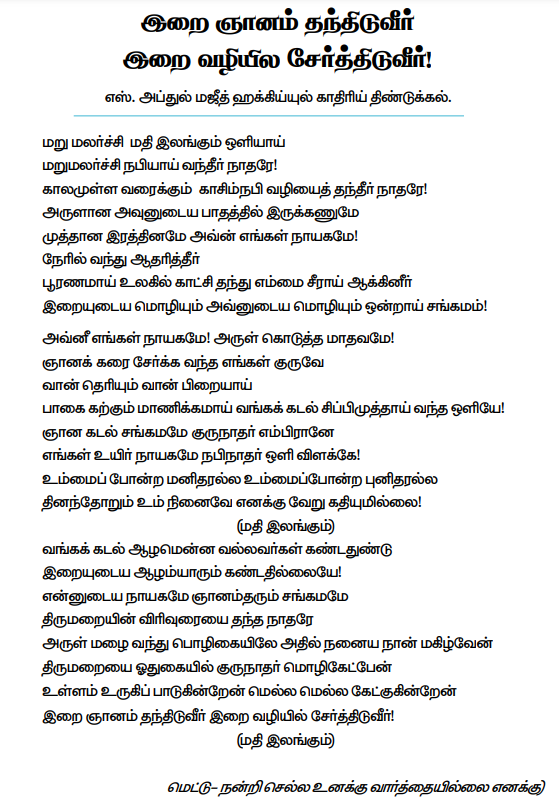 இறை ஞானம் தந்திடுவீர்
இறை வழியில சேர்த்திடுவீர்!
எஸ். அப்துல் மஜீத் ஹக்கிய்யுல் காதிரிய் திண்டுக்கல்.
மறு மலர்ச்சி மதி இலங்கும் ஒளியாய்
மறுமலர்ச்சி நபியாய் வந்தீர் நாதரே!
காலமுள்ள வரைக்கும் காசிம்நபி வழியைத் தந்தீர் நாதரே!
அருளான அவுனுடைய பாதத்தில் இருக்கணுமே
முத்தான இரத்தினமே அவ்ன் எங்கள் நாயகமே!
நேரில் வந்து ஆதரித்தீர்
பூரணமாய் உலகில் காட்சி தந்து எம்மை சீராய் ஆக்கினீர்
இறையுடைய மொழியும் அவ்னுடைய மொழியும் ஒன்றாய் சங்கமம்!
அவ்னீ எங்கள் நாயகமே! அருள் கொடுத்த மாதவமே!
ஞானக் கரை சேர்க்க வந்த எங்கள் குருவே
வான் தெரியும் வான் பிறையாய்
பாகை கற்கும் மாணிக்கமாய் வங்கக் கடல் சிப்பிமுத்தாய் வந்த ஒளியே!
ஞான கடல் சங்கமமே குருநாதர் எம்பிரானே
எங்கள் உயிர் நாயகமே நபிநாதர் ஒளி விளக்கே!
உம்மைப் போன்ற மனிதரல்ல உம்மைப்போன்ற புனிதரல்ல
தினந்தோறும் உம் நினைவே எனக்கு வேறு கதியுமில்லை!
(மதி இலங்கும்)
வங்கக் கடல் ஆழமென்ன வல்லவர்கள் கண்டதுண்டு
இறையுடைய ஆழம்யாரும் கண்டதில்லையே!
என்னுடைய நாயகமே ஞானம்தரும் சங்கமமே
திருமறையின் விரிவுரையை தந்த நாதரே
அருள் மழை வந்து பொழிகையிலே அதில் நனைய நான் மகிழ்வேன்
திருமறையை ஓதுகையில் குருநாதர் மொழிகேட்பேன்
உள்ளம் உருகிப் பாடுகின்றேன் மெல்ல மெல்ல கேட்குகின்றேன்
இறை ஞானம் தந்திடுவீர் இறை வழியில் சேர்த்திடுவீர்!
(மதி இலங்கும்)
மெட்டு- நன்றி செல்ல உனக்கு வார்த்தையில்லை எனக்கு)